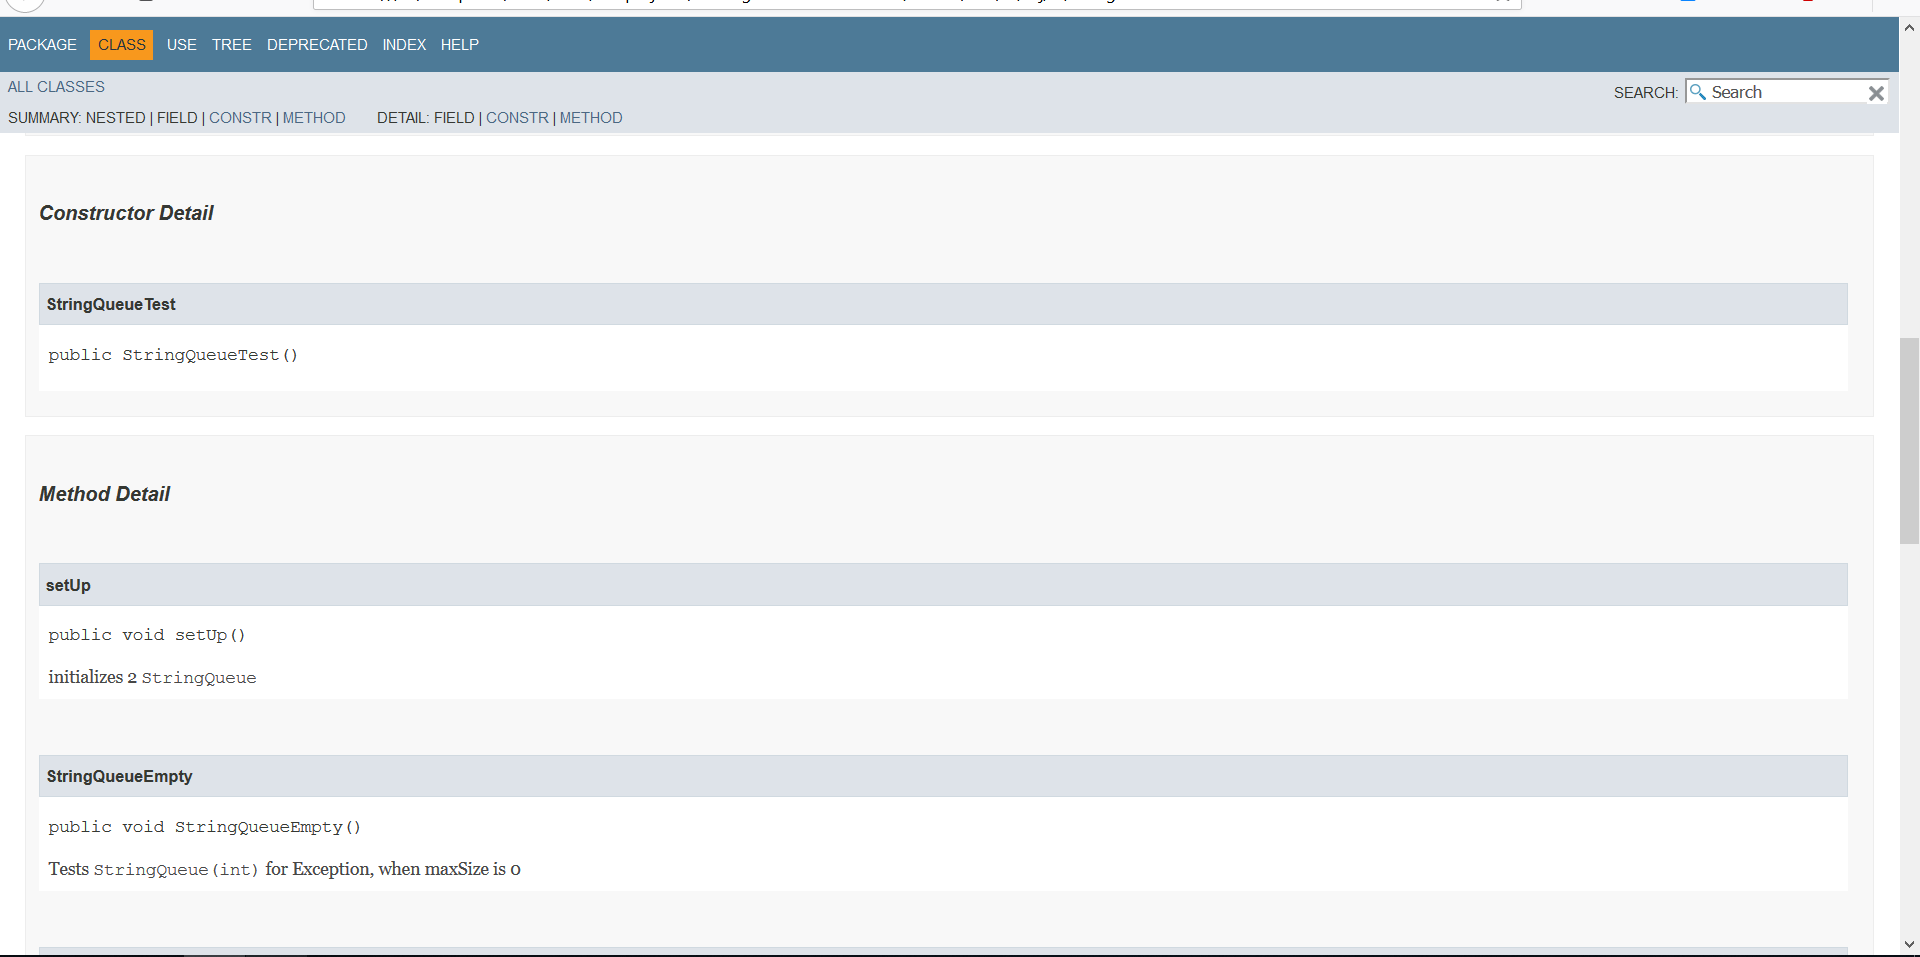 PACKAGE CLASS USE TREE DEPRECATED INDEX HELP
ALL CLASSES
SEARCH: Search
SUMMARY: NESTED | FIELD | CONSTR | METHOD DETAIL: FIELD | CONSTR | METHOD
Constructor Detail
StringQueueTest
public StringQueueTest()
Method Detail
setUp
public void setUp()
initializes 2 StringQueue
StringQueueEmpty
public void StringQueueEmpty()
Tests StringQueue(int) for Exception, when maxSize is 0